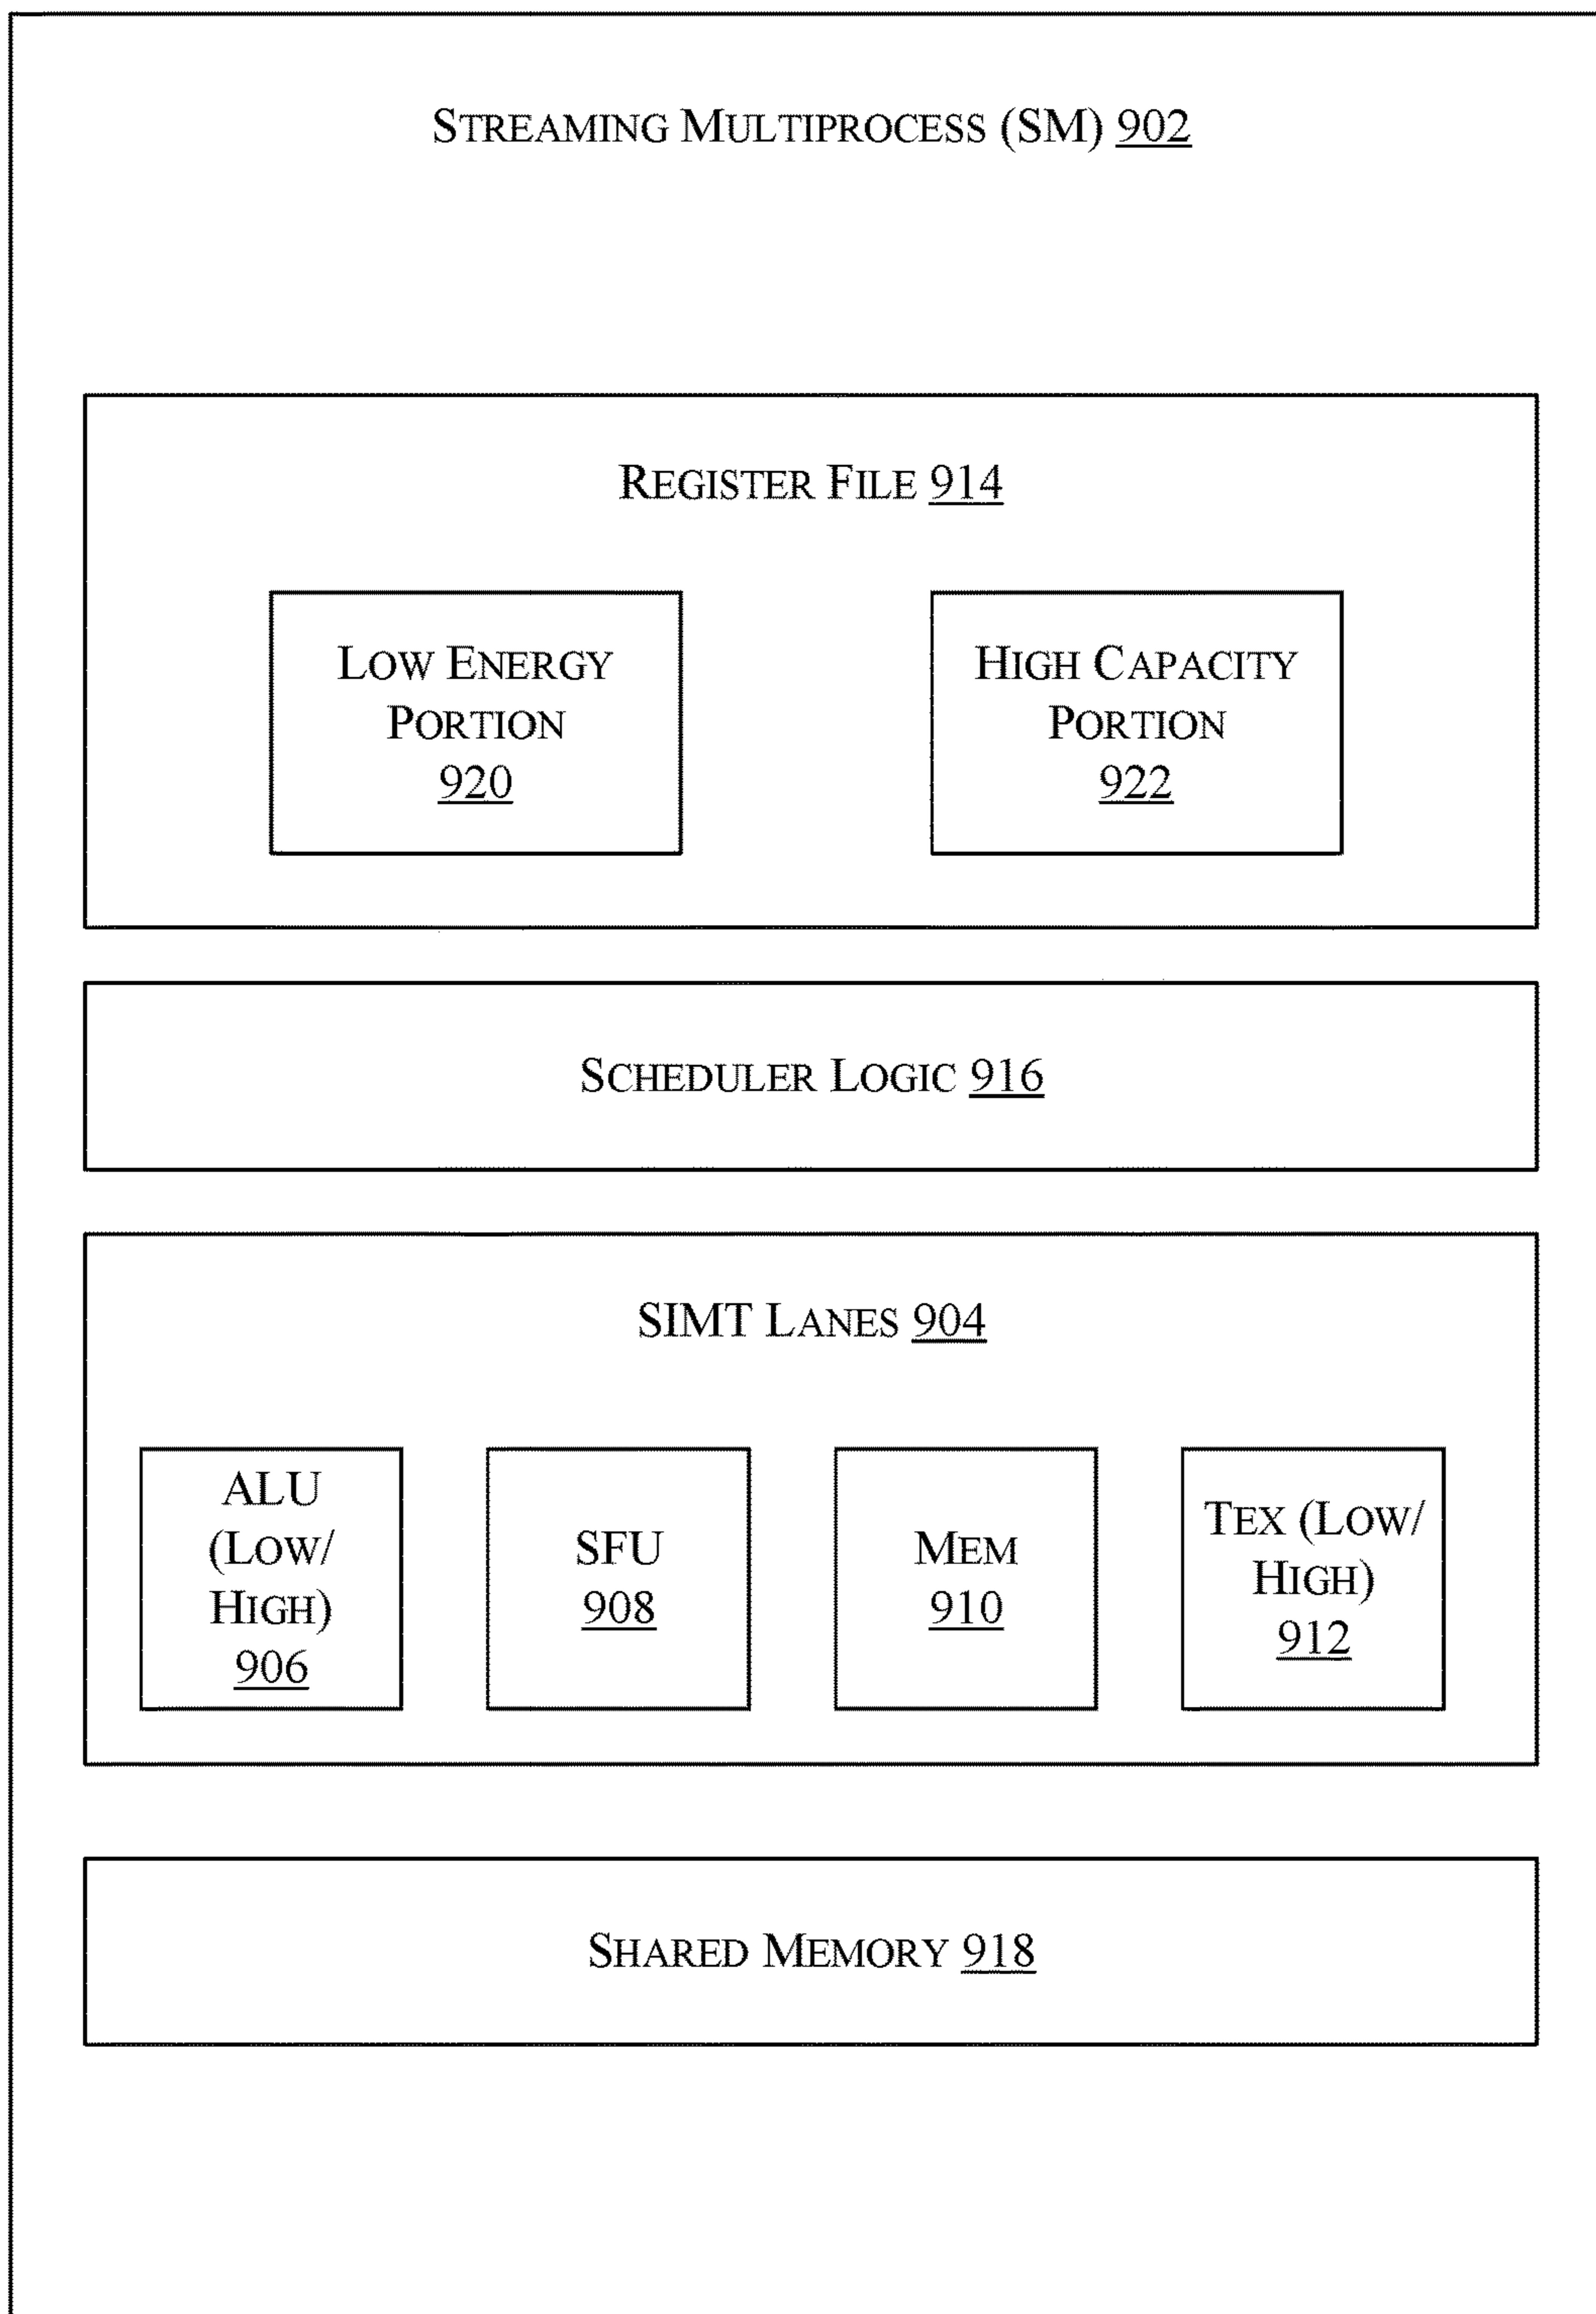 STREAMING MULTIPROCESS (SM) 902
REGISTER FILE 914
LOW ENERGY
PORTION
920
HIGH CAPACITY
PORTION
922
SCHEDULER LOGIC 916
SIMT LANES 904
ALU
(LOW/
HIGH)
906
SFU
908
MEM
910
TEX (LOW/
HIGH)
912
SHARED MEMORY 918